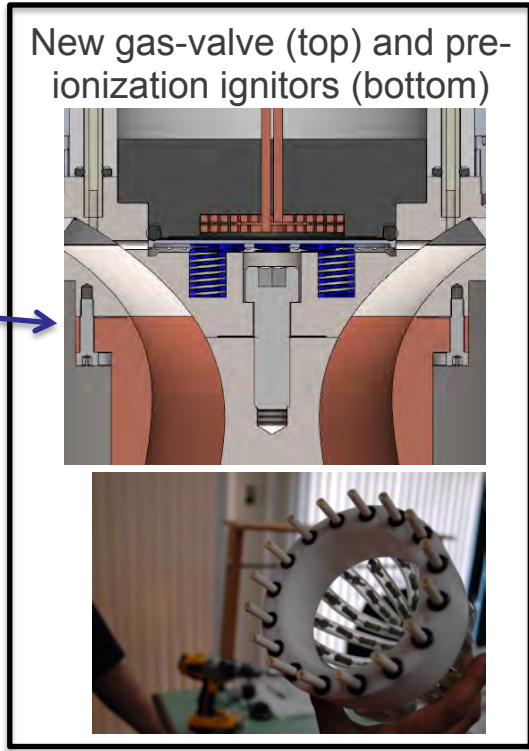 New gas-valve (top) and pre-
ionization ignitors (bottom)